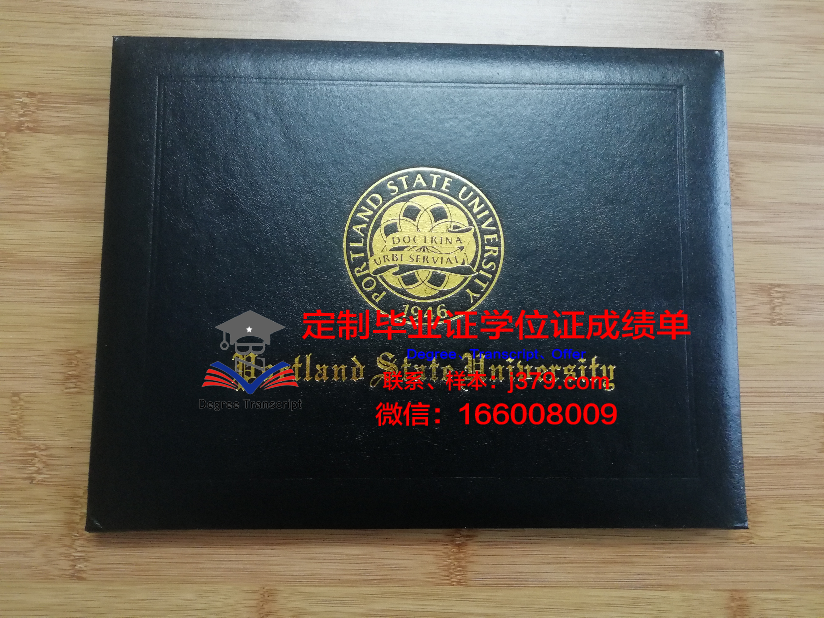 PORTLAND STATE UNIVERSITY
DOCTRINA
URBI SERVIAT
1946
定制毕业证学位证成绩单
Degree、Transcript、Offer
Portland State University
联系、样本：j379.com
Degree Transcript
微信：166008009